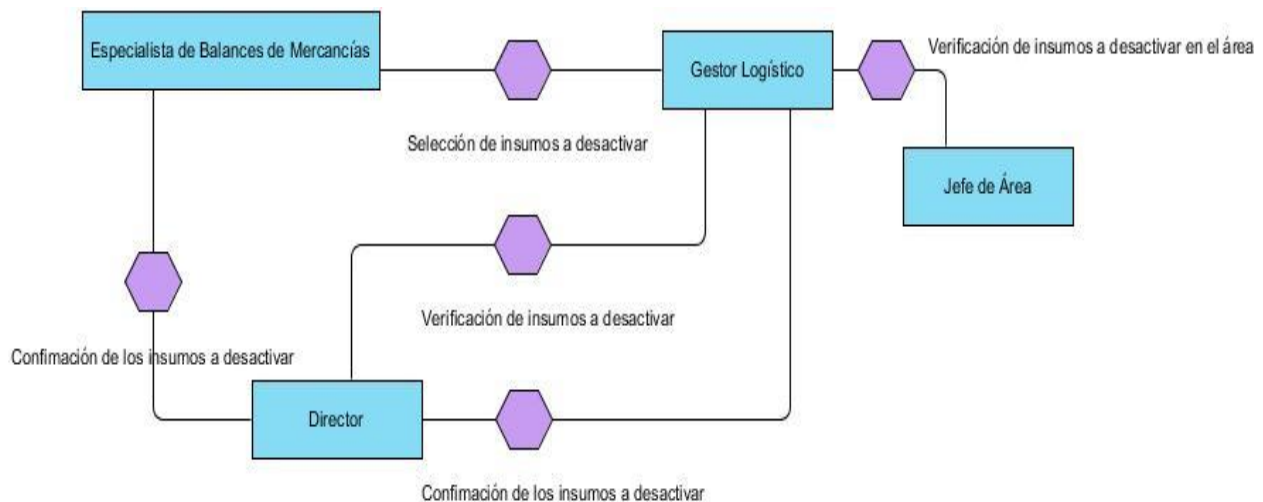 Especialista de Balances de Mercancías
Gestor Logístico
Verificación de insumos a desactivar en el área
Selección de insumos a desactivar
Jefe de Área
Verificación de insumos a desactivar
Confimación de los insumos a desactivar
Director
Confimación de los insumos a desactivar